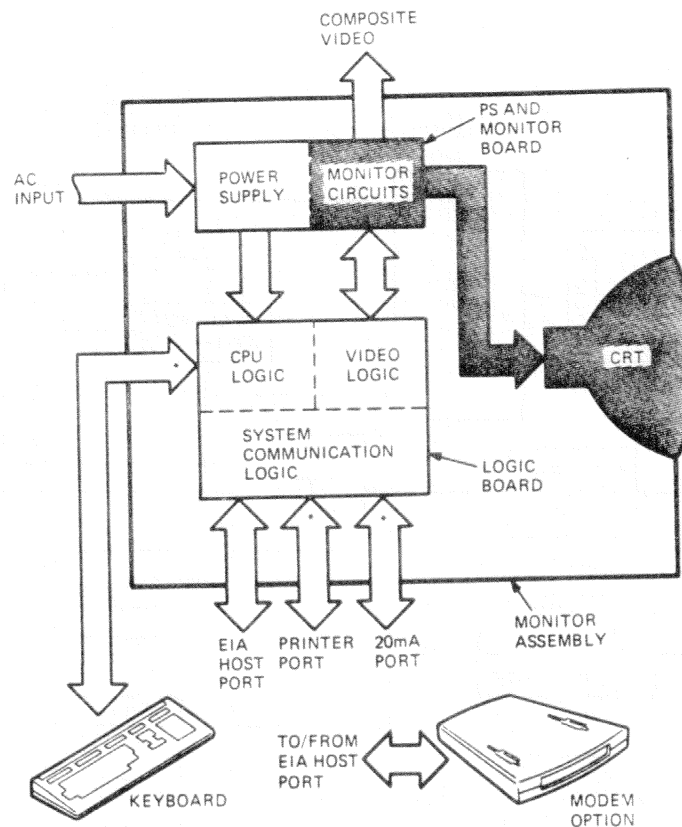 COMPOSITE
VIDEO
PS AND
MONITOR
BOARD
AC
INPUT
POWER
SUPPLY
MONITOR
CIRCUITS
CPU
LOGIC
VIDEO LOGIC
CRT
SYSTEM
COMMUNICATION
LOGIC
LOGIC
BOARD
EIA
HOST
PORT
PRINTER
PORT
20mA
PORT
MONITOR
ASSEMBLY
TO/FROM
EIA HOST
PORT
KEYBOARD
MODEM
OPTION